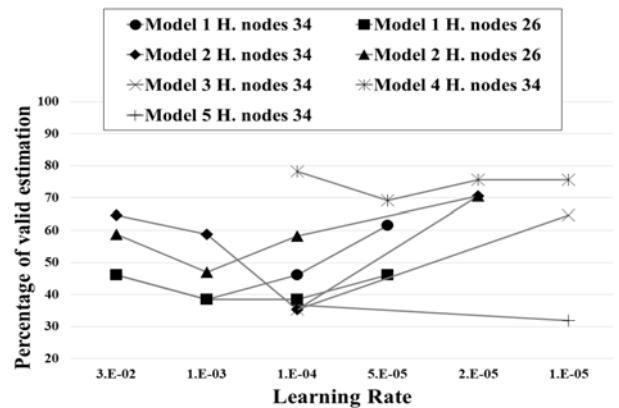 Model 1 H. nodes 34 Model 1 H. nodes 26
Model 2 H. nodes 34 Model 2 H. nodes 26
Model 3 H. nodes 34 Model 4 H. nodes 34
Model 5 H. nodes 34
Percentage of valid estimation
100
90
80
70
60
50
40
30
20
3.E-02 1.E-03 1.E-04 5.E-05 2.E-05 1.E-05
Learning Rate